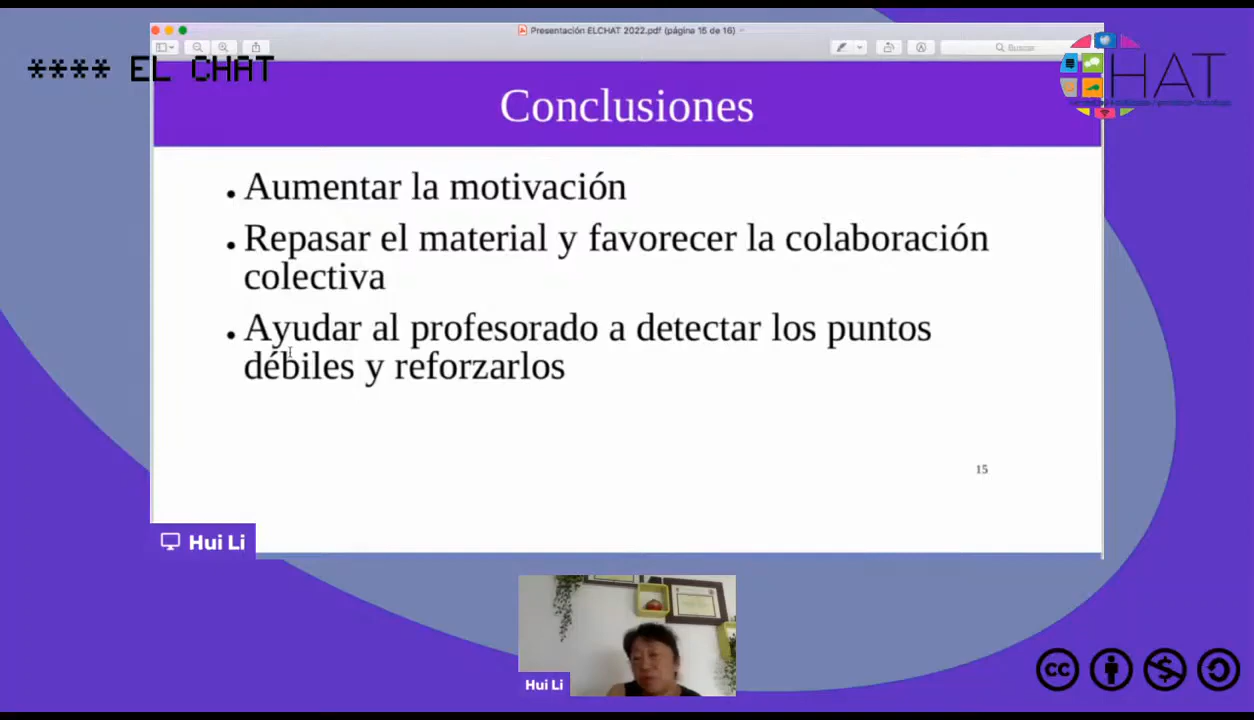 Presentación ELCHAT 2022.pdf (página 15 de 16)
Buscar
**** EL CHAT
HAT
Conclusiones
Aumentar la motivación
Repasar el material y favorecer la colaboración
colectiva
Ayudar al profesorado a detectar los puntos
débiles y reforzarlos
15
Hui Li
Hui Li
cc